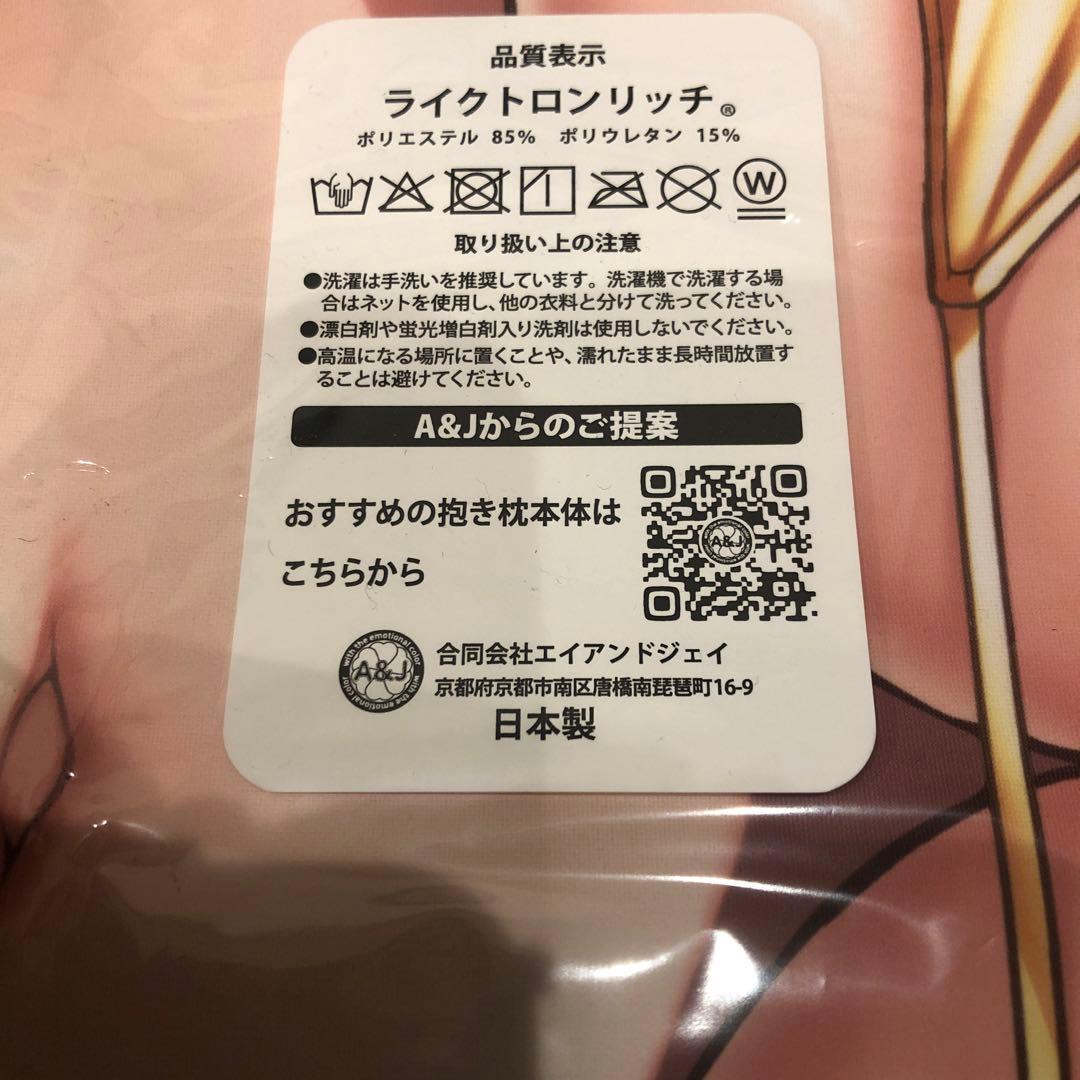 品質表示
ライクトロンリッチ®
ポリエステル 85% ポリウレタン 15%
W
取り扱い上の注意
●洗濯は手洗いを推奨しています。洗濯機で洗濯する場
合はネットを使用し、他の衣料と分けて洗ってください。
●漂白剤や蛍光増白剤入り洗剤は使用しないでください。
●高温になる場所に置くことや、濡れたまま長時間放置す
ることは避けてください。
A&Jからのご提案
おすすめの抱き枕本体は
こちらから
A&J
with the emotional color
with the emotional color
A&J
合同会社エイアンドジェイ
京都府京都市南区唐橋南琵琶町16-9
日本製